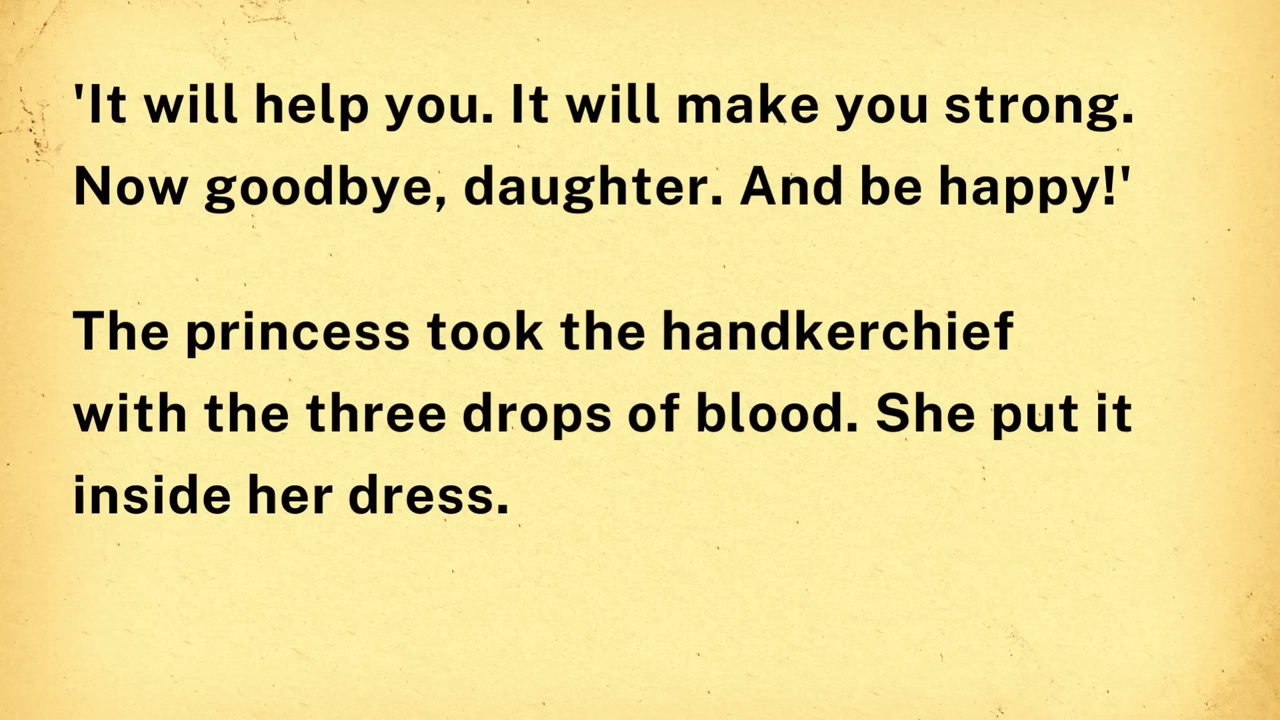 'It will help you. It will make you strong.
Now goodbye, daughter. And be happy!'
The princess took the handkerchief
with the three drops of blood. She put it
inside her dress.